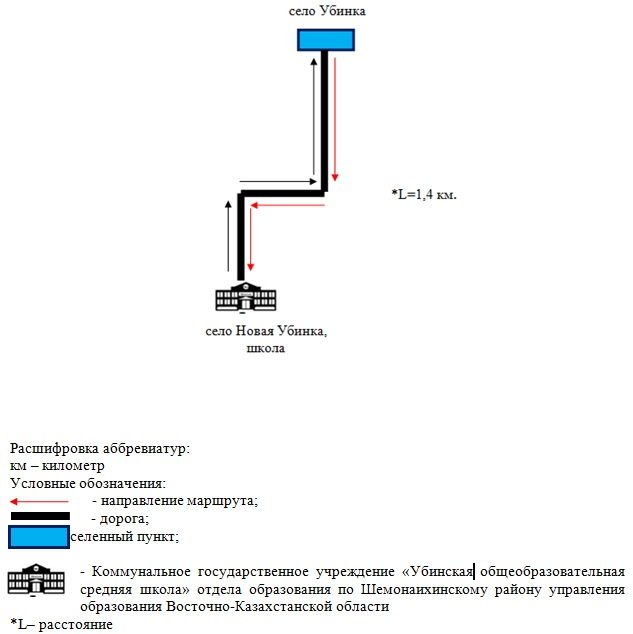 село Убинка
*L=1,4 км.
село Новая Убинка,
школа
Расшифровка аббревиатур:
км – километр
Условные обозначения:
- направление маршрута;
- дорога;
селенный пункт;
- Коммунальное государственное учреждение «Убинская общеобразовательная
средняя школа» отдела образования по Шемонаихинскому району управления
образования Восточно-Казахстанской области
*L– расстояние